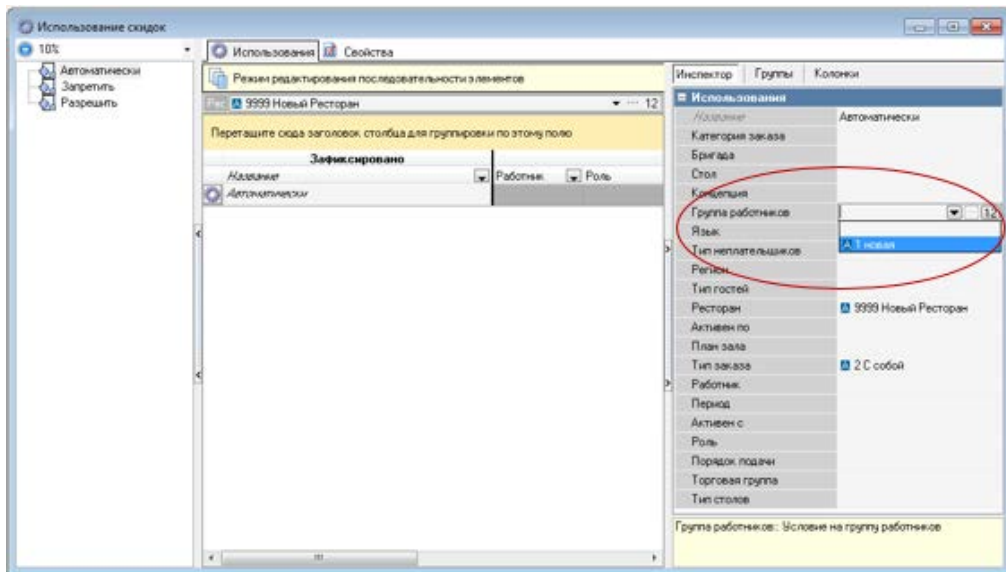 Использование скидок
10%
Автоматически
Запретить
Разрешить
Использования
Свойства
Режим редактирования последовательности элементов
Рес 9999 Новый Ресторан 12
Перетащите сюда заголовок столбца для группировки по этому полю
Зафиксировано
Название Работник Роль
Автоматически
Инспектор Группы Колонки
Использования
Название Автоматически
Категория заказа
Бригада
Стол
Концепция
Группа работников 12
Язык
1 новая
Тип неплательщиков
Регион
Тип гостей
Ресторан 9999 Новый Ресторан
Активен по
План зала
Тип заказа 2 С собой
Работник
Период
Активен с
Роль
Порядок подачи
Торговая группа
Тип столов
Группа работников:: Условие на группу работников